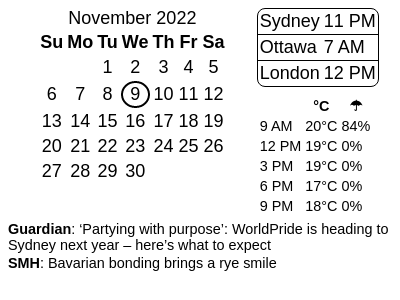 November 2022
Su Mo Tu We Th Fr Sa
1 2 3 4 5
6 7 8 9 10 11 12
13 14 15 16 17 18 19
20 21 22 23 24 25 26
27 28 29 30
Sydney 11 PM
Ottawa 7 AM
London 12 PM
°C ☂
9 AM 20°C 84%
12 PM 19°C 0%
3 PM 19°C 0%
6 PM 17°C 0%
9 PM 18°C 0%
Guardian: ‘Partying with purpose’: WorldPride is heading to
Sydney next year – here’s what to expect
SMH: Bavarian bonding brings a rye smile